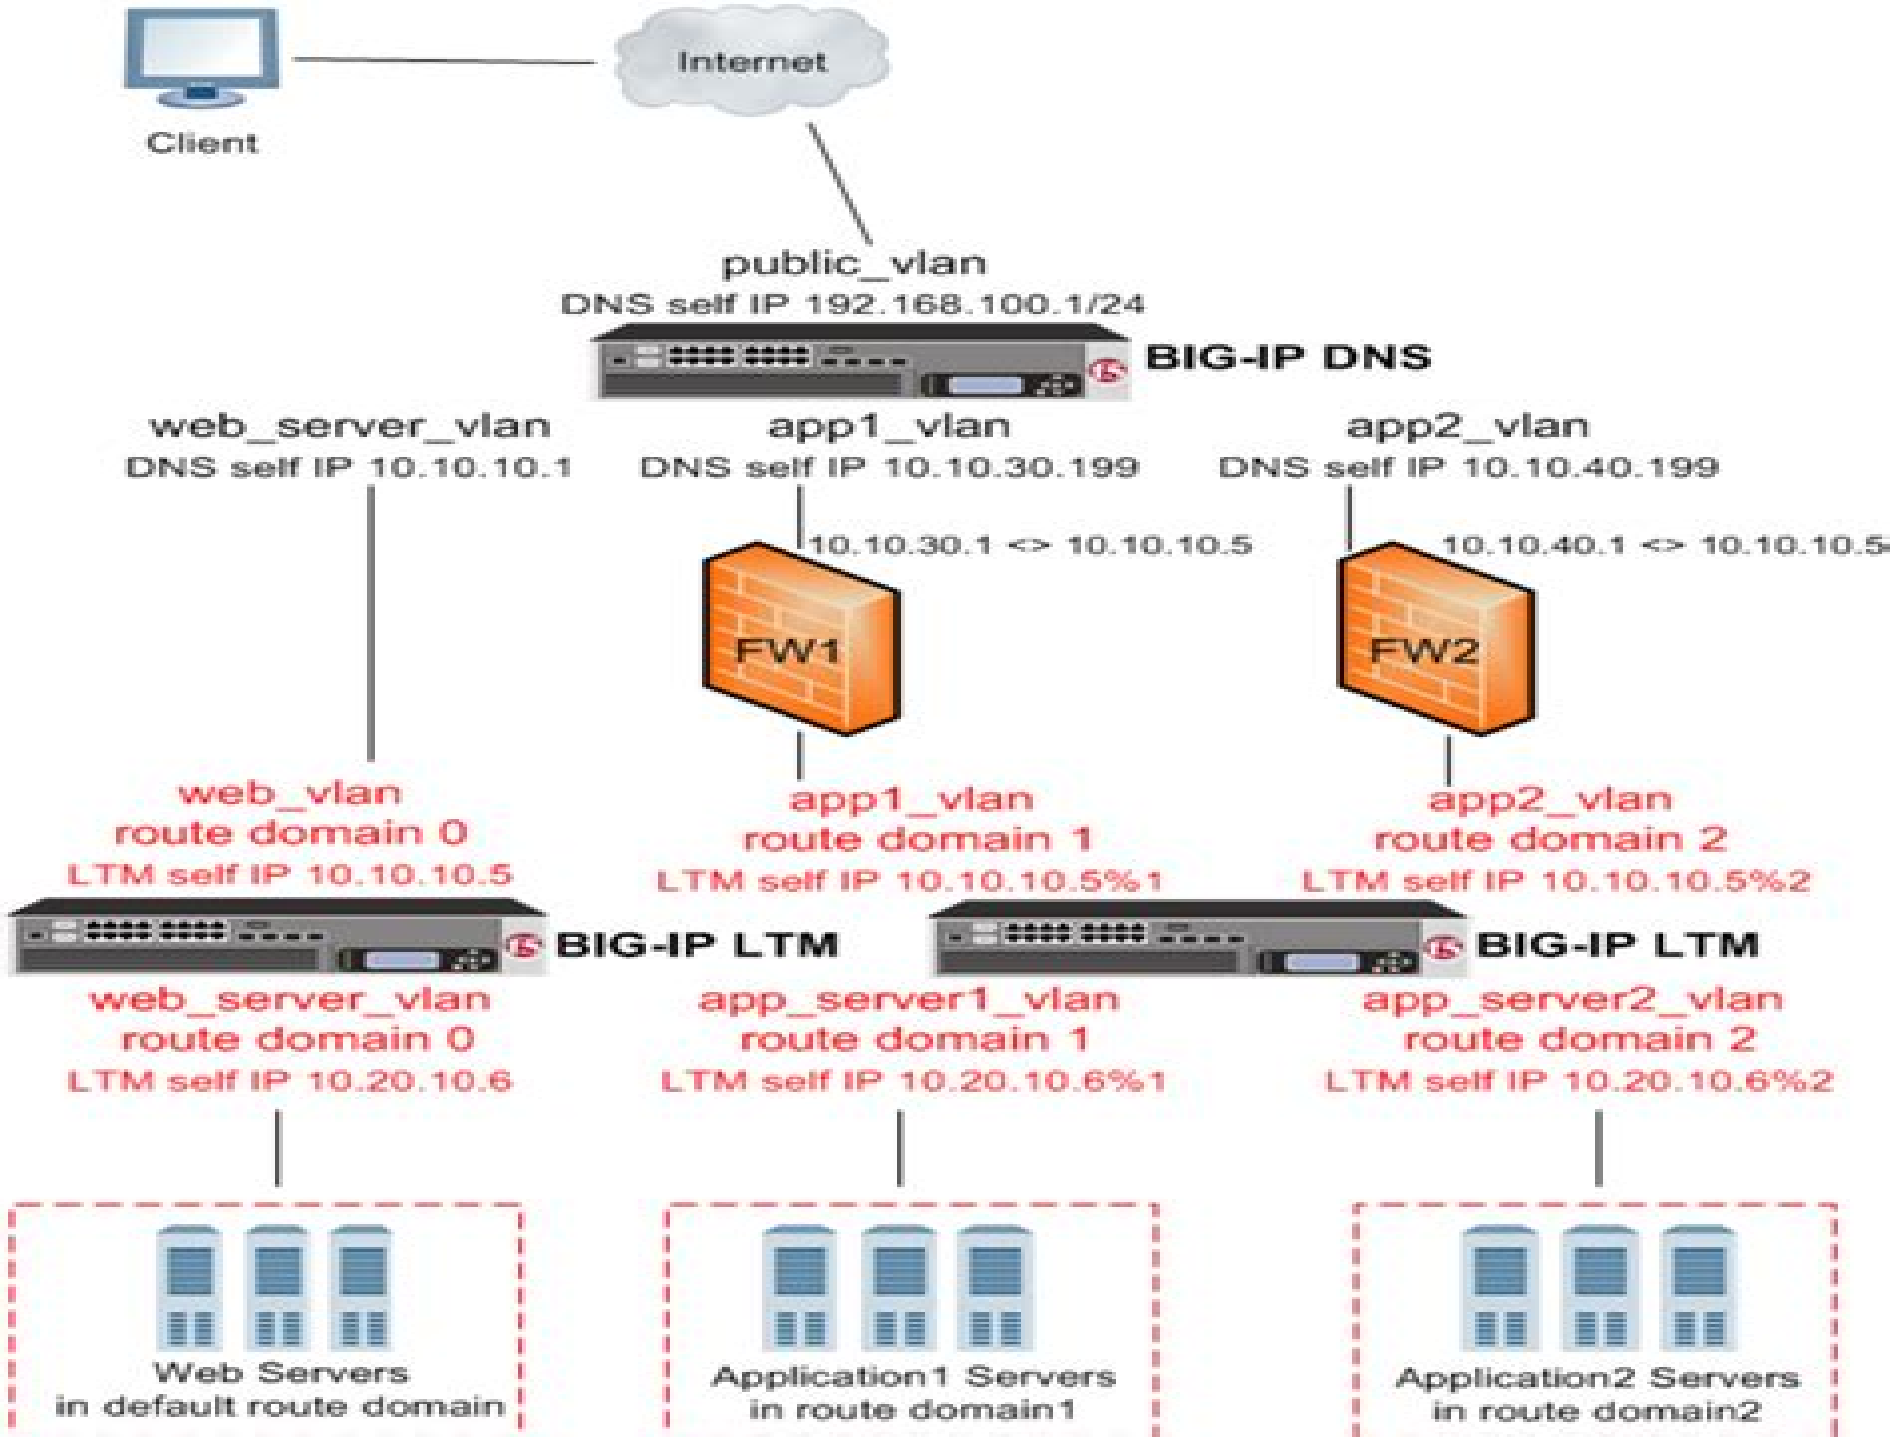 Internet
Client
public_vlan
DNS self IP 192.168.100.1/24
BIG-IP DNS
web_server_vlan
DNS self IP 10.10.10.1
app1_vlan
DNS self IP 10.10.30.199
app2_vlan
DNS self IP 10.10.40.199
10.10.30.1 <> 10.10.10.5
10.10.40.1 <> 10.10.10.5
FW1
FW2
web_vlan
route domain 0
LTM self IP 10.10.10.5
app1_vlan
route domain 1
LTM self IP 10.10.10.5%1
app2_vlan
route domain 2
LTM self IP 10.10.10.5%2
BIG-IP LTM
BIG-IP LTM
web_server_vlan
route domain 0
LTM self IP 10.20.10.6
app_server1_vlan
route domain 1
LTM self IP 10.20.10.6%1
app_server2_vlan
route domain 2
LTM self IP 10.20.10.6%2
Web Servers
in default route domain
Application1 Servers
in route domain1
Application2 Servers
in route domain2